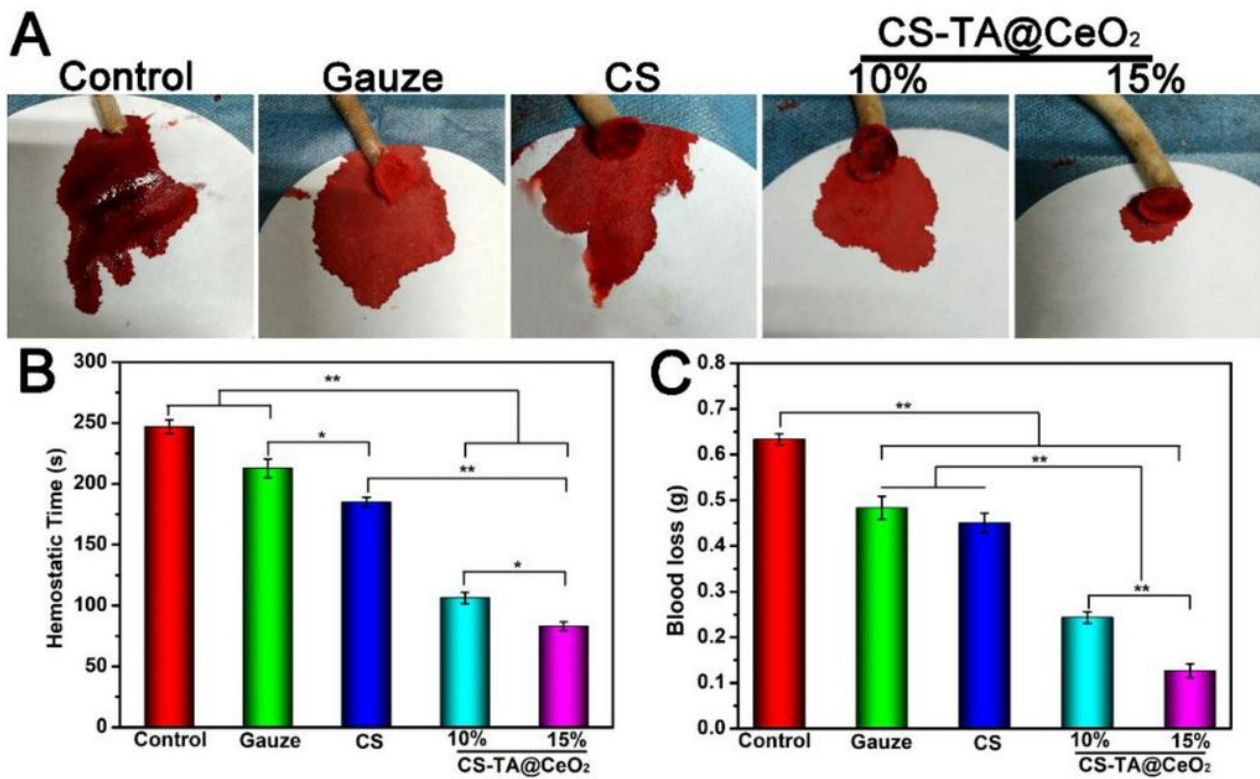 A
CS-TA@CeO₂
Control Gauze CS 10% 15%
B
300
250
200
150
100
50
0
Hemostatic Time (s)
**
*
**
*
Control Gauze CS 10% 15%
CS-TA@CeO₂
C
0.8
0.7
0.6
0.5
0.4
0.3
0.2
0.1
0.0
Blood loss (g)
**
**
**
Control Gauze CS 10% 15%
CS-TA@CeO₂